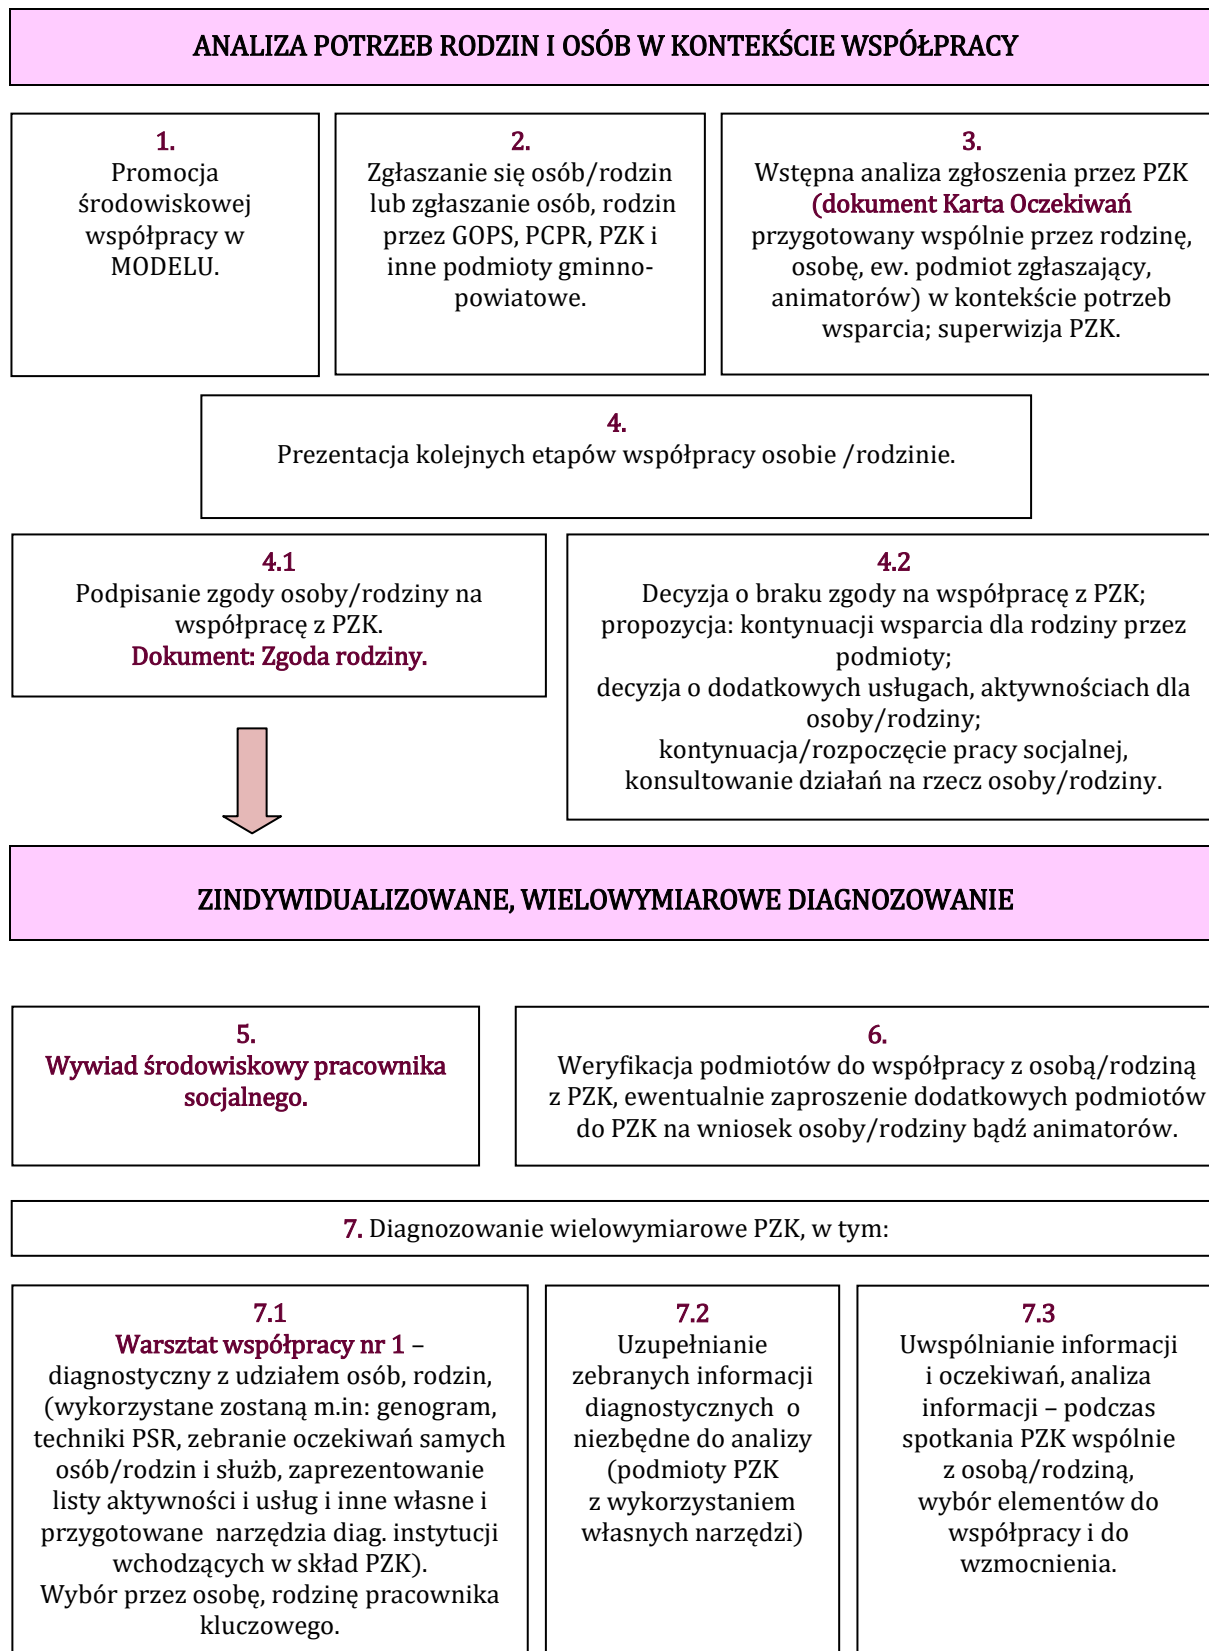 ANALIZA POTRZEB RODZIN I OSÓB W KONTEKŚCIE WSPÓŁPRACY
1.
Promocja
środowiskowej
współpracy w
MODELU.
2.
Zgłaszanie się osób/rodzin
lub zgłaszanie osób, rodzin
przez GOPS, PCPR, PZK i
inne podmioty gminno-
powiatowe.
3.
Wstępna analiza zgłoszenia przez PZK
(dokument Karta Oczekiwań
przygotowany wspólnie przez rodzinę,
osobę, ew. podmiot zgłaszający,
animatorów) w kontekście potrzeb
wsparcia; superwizja PZK.
4.
Prezentacja kolejnych etapów współpracy osobie /rodzinie.
4.1
Podpisanie zgody osoby/rodziny na
współpracę z PZK.
Dokument: Zgoda rodziny.
4.2
Decyzja o braku zgody na współpracę z PZK;
propozycja: kontynuacji wsparcia dla rodziny przez
podmioty;
decyzja o dodatkowych usługach, aktywnościach dla
osoby/rodziny;
kontynuacja/rozpoczęcie pracy socjalnej,
konsultowanie działań na rzecz osoby/rodziny.
ZINDYWIDUALIZOWANE, WIELOWYMIAROWE DIAGNOZOWANIE
5.
Wywiad środowiskowy pracownika
socjalnego.
6.
Weryfikacja podmiotów do współpracy z osobą/rodziną
z PZK, ewentualnie zaproszenie dodatkowych podmiotów
do PZK na wniosek osoby/rodziny bądź animatorów.
7. Diagnozowanie wielowymiarowe PZK, w tym:
7.1
Warsztat współpracy nr 1 –
diagnostyczny z udziałem osób, rodzin,
(wykorzystane zostaną m.in: genogram,
techniki PSR, zebranie oczekiwań samych
osób/rodzin i służb, zaprezentowanie
listy aktywności i usług i inne własne i
przygotowane narzędzia diag. instytucji
wchodzących w skład PZK).
Wybór przez osobę, rodzinę pracownika
kluczowego.
7.2
Uzupełnianie
zebranych informacji
diagnostycznych o
niezbędne do analizy
(podmioty PZK
z wykorzystaniem
własnych narzędzi)
7.3
Uwspólnianie informacji
i oczekiwań, analiza
informacji – podczas
spotkania PZK wspólnie
z osobą/rodziną,
wybór elementów do
współpracy i do
wzmocnienia.